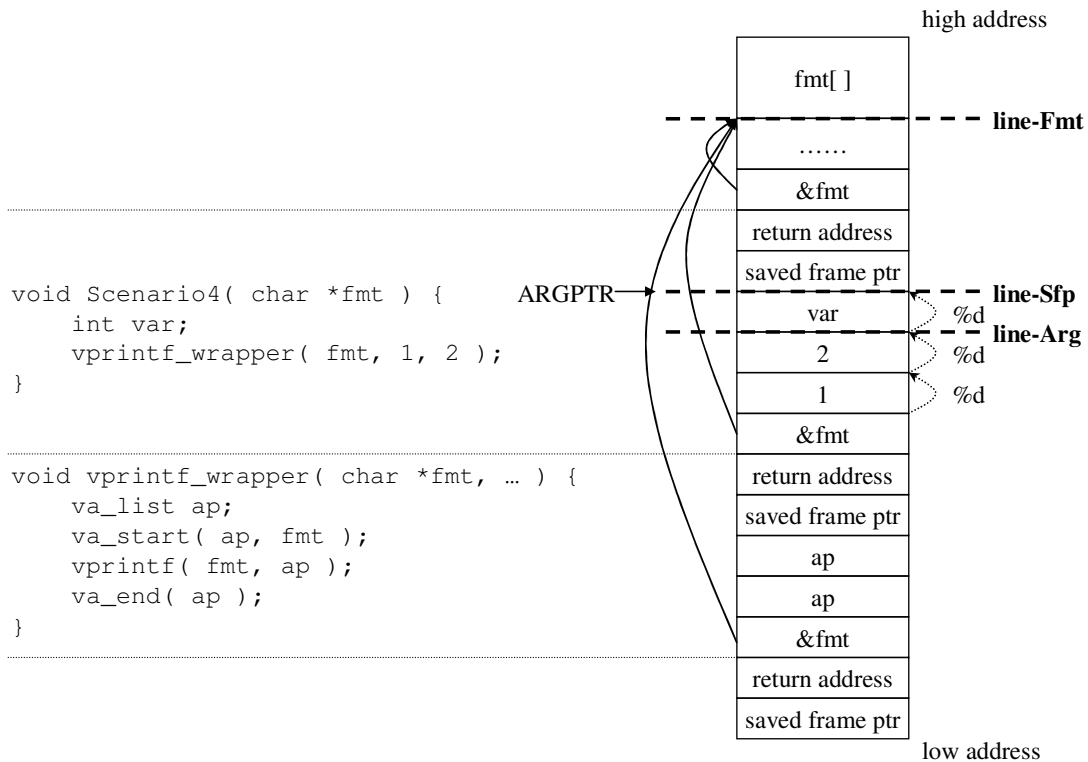 high address
fmt[ ]
line-Fmt
......
&fmt
return address
saved frame ptr
void Scenario4( char *fmt ) {
    int var;
    vprintf_wrapper( fmt, 1, 2 );
}
ARGPTR
line-Sfp
var
%d
line-Arg
2
%d
1
%d
&fmt
void vprintf_wrapper( char *fmt, … ) {
    va_list ap;
    va_start( ap, fmt );
    vprintf( fmt, ap );
    va_end( ap );
}
return address
saved frame ptr
ap
ap
&fmt
return address
saved frame ptr
low address